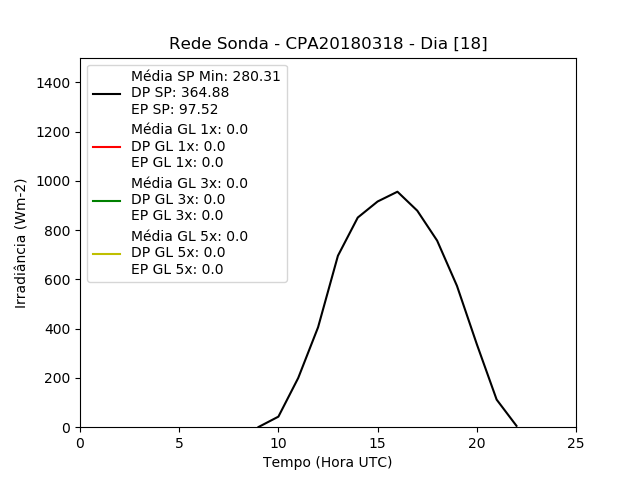 Rede Sonda - CPA20180318 - Dia [18]
Média SP Min: 280.31
DP SP: 364.88
EP SP: 97.52
Média GL 1x: 0.0
DP GL 1x: 0.0
EP GL 1x: 0.0
Média GL 3x: 0.0
DP GL 3x: 0.0
EP GL 3x: 0.0
Média GL 5x: 0.0
DP GL 5x: 0.0
EP GL 5x: 0.0
Irradiância (Wm-2)
1400
1200
1000
800
600
400
200
0
0 5 10 15 20 25
Tempo (Hora UTC)